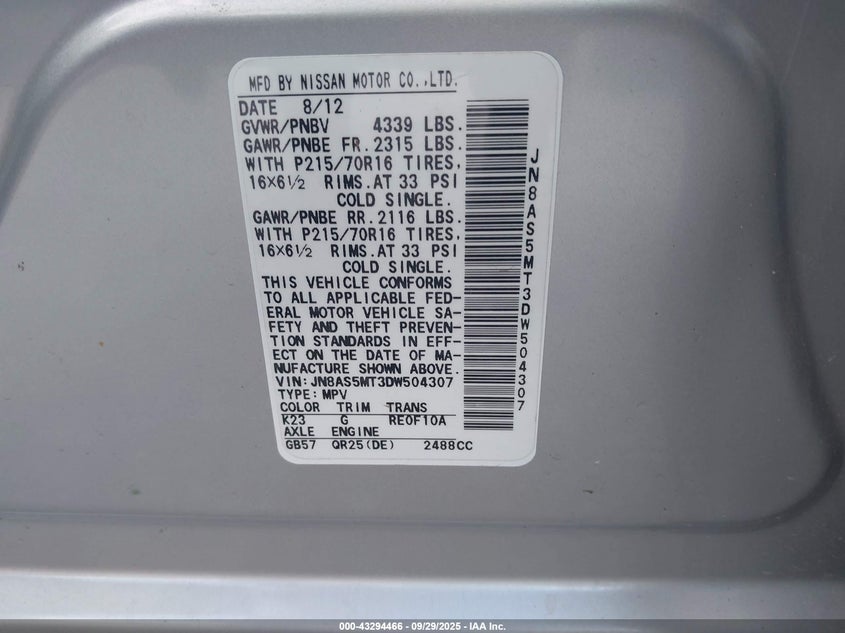 MFD BY NISSAN MOTOR CO.,LTD.
DATE 8/12
GVWR/PNBV 4339 LBS.
GAWR/PNBE FR. 2315 LBS.
WITH P215/70R16 TIRES,
16×6½ RIMS.AT 33 PSI
COLD SINGLE.
GAWR/PNBE RR. 2116 LBS.
WITH P215/70R16 TIRES,
16×6½ RIMS.AT 33 PSI
COLD SINGLE.
THIS VEHICLE CONFORMS
TO ALL APPLICABLE FED-
ERAL MOTOR VEHICLE SA-
FETY AND THEFT PREVEN-
TION STANDARDS IN EFF-
ECT ON THE DATE OF MA-
NUFACTURE SHOWN ABOVE.
VIN:JN8AS5MT3DW504307
TYPE:MPV
COLOR TRIM TRANS
K23 G RE0F10A
AXLE ENGINE
GB57 QR25(DE) 2488CC
JN8AS5MT3DW504307
000-43294466 - 09/29/2025 - IAA Inc.